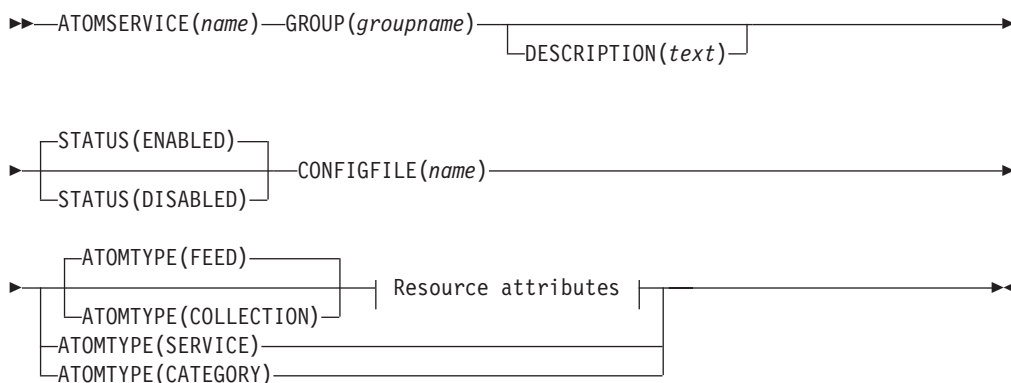 ATOMSERVICE(name) GROUP(groupname)
DESCRIPTION(text)
STATUS(ENABLED)
CONFIGFILE(name)
STATUS(DISABLED)
ATOMTYPE(FEED)
Resource attributes
ATOMTYPE(COLLECTION)
ATOMTYPE(SERVICE)
ATOMTYPE(CATEGORY)